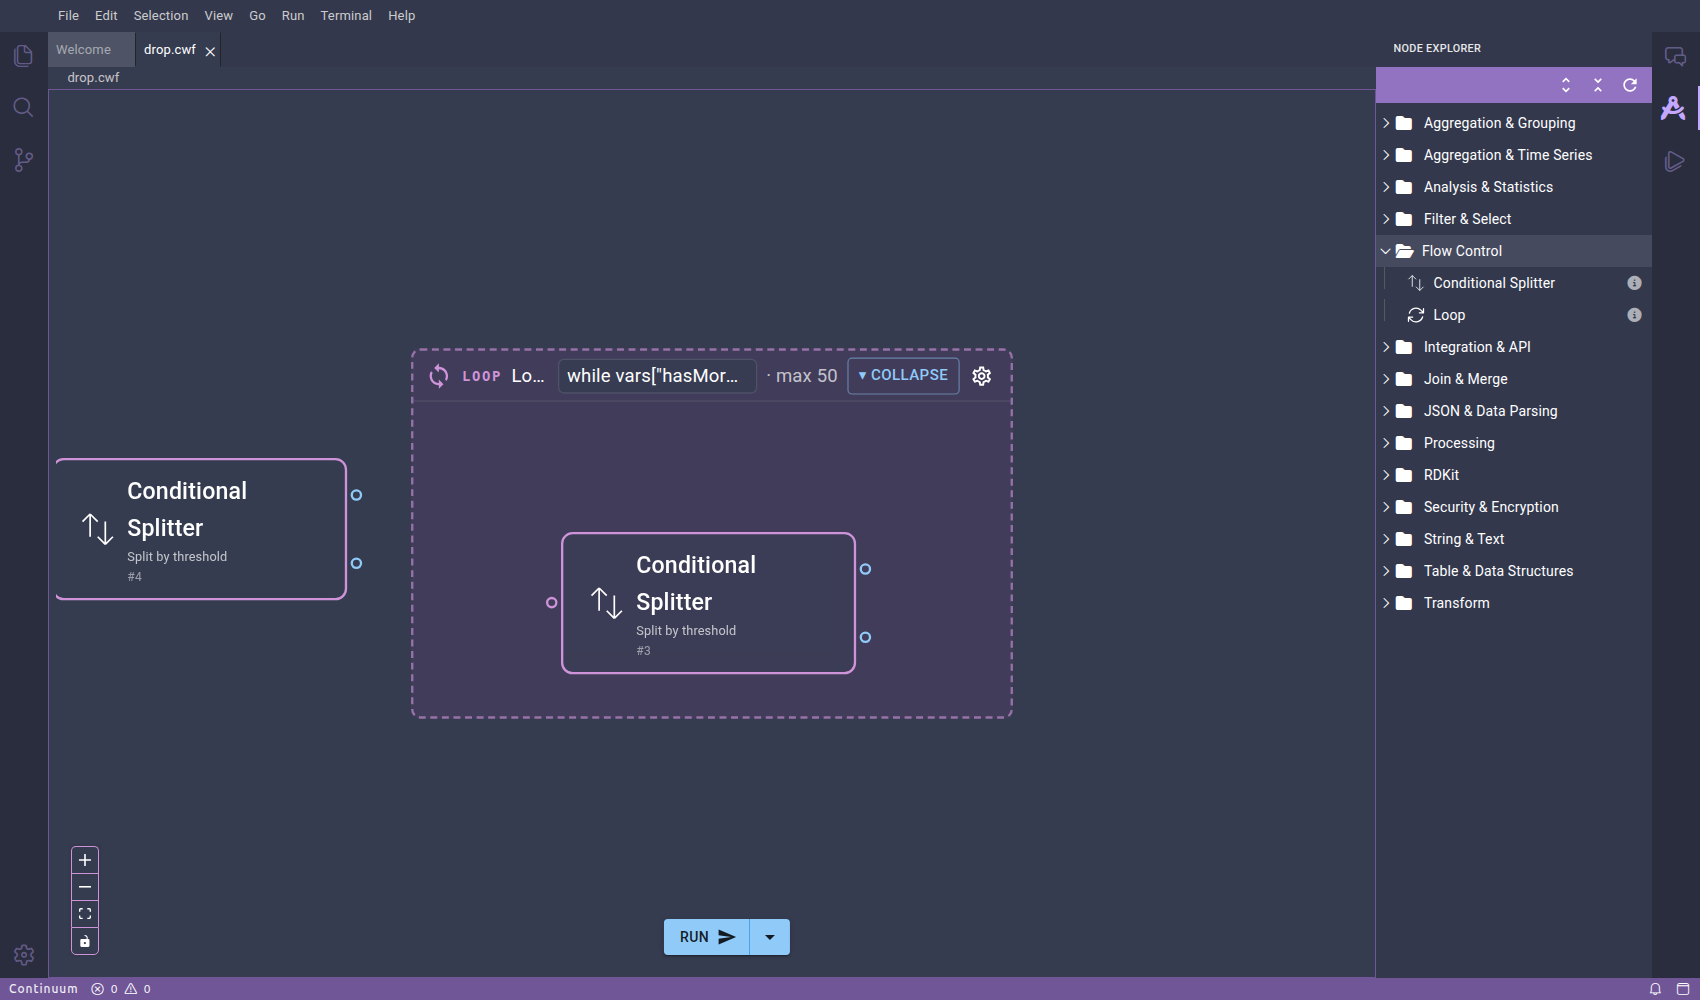 File Edit Selection View Go Run Terminal Help
Welcome drop.cwf
drop.cwf
NODE EXPLORER
Aggregation & Grouping
Aggregation & Time Series
Analysis & Statistics
Filter & Select
Flow Control
Conditional Splitter
Loop
Integration & API
Join & Merge
JSON & Data Parsing
Processing
RDKit
Security & Encryption
String & Text
Table & Data Structures
Transform
LOOP Lo... while vars["hasMor... · max 50 ▾ COLLAPSE
Conditional
Splitter
Split by threshold
#4
Conditional
Splitter
Split by threshold
#3
RUN
Continuum 0 0